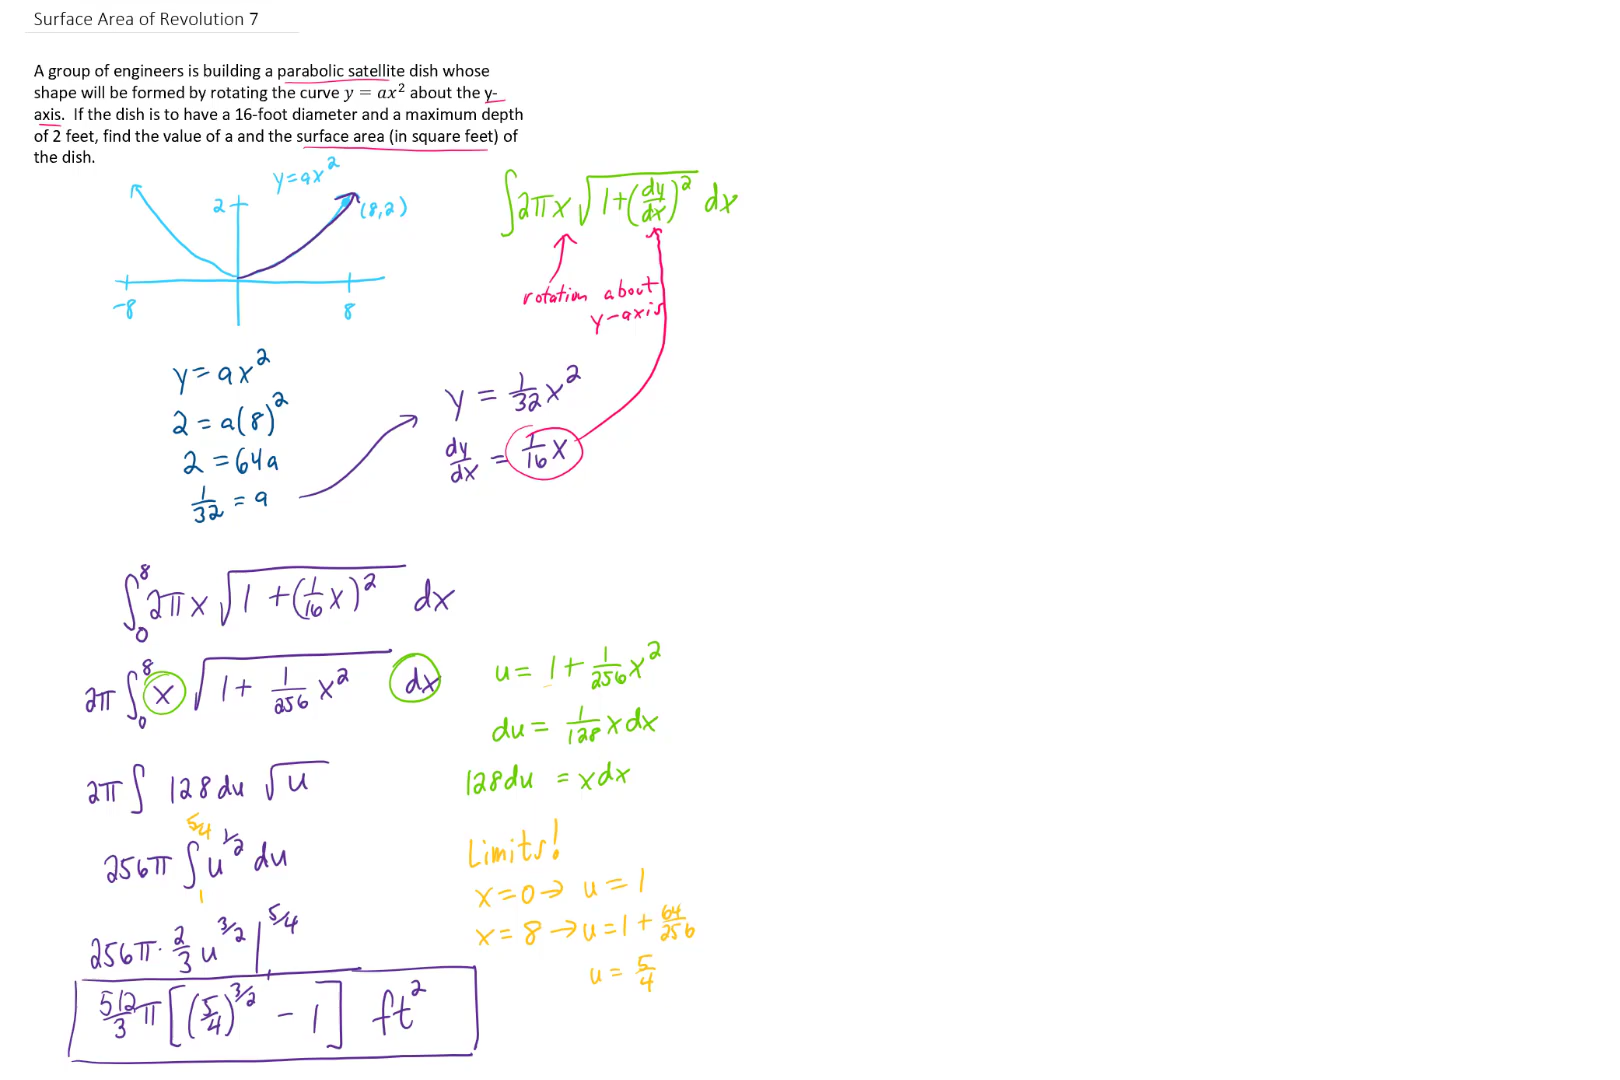 Surface Area of Revolution 7
A group of engineers is building a parabolic satellite dish whose
shape will be formed by rotating the curve y = ax² about the y-
axis. If the dish is to have a 16-foot diameter and a maximum depth
of 2 feet, find the value of a and the surface area (in square feet) of
the dish.
y=ax²
2
(8,2)
-8
8
∫2πx√(1+(dy/dx)²) dx
rotation about
y-axis
y=ax²
2=a(8)²
2=64a
1/32=a
y = 1/32 x²
dy/dx = 1/16 x
∫₀⁸ 2πx√(1+(1/16 x)²) dx
2π ∫₀⁸ x √(1+ 1/256 x²) dx
u= 1+ 1/256 x²
du= 1/128 x dx
128du = xdx
2π ∫ 128du √u
256π ∫₁^(5/4) u^(1/2) du
256π · 2/3 u^(3/2) |₁^(5/4)
512/3 π [(5/4)^(3/2) - 1] ft²
Limits!
x=0→ u=1
x=8→u=1+ 64/256
u= 5/4